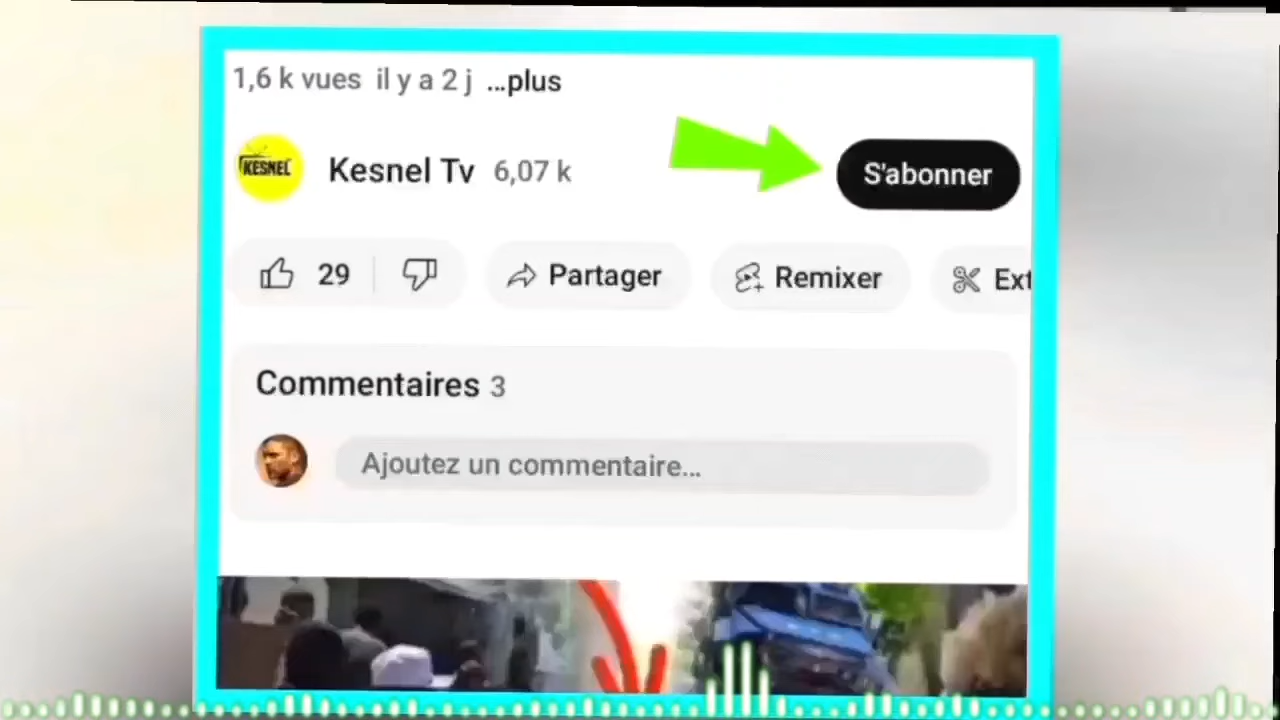 1,6 k vues il y a 2 j ...plus
KESNEL
Kesnel Tv 6,07 k
S'abonner
29
Partager
Remixer
Ext
Commentaires 3
Ajoutez un commentaire...